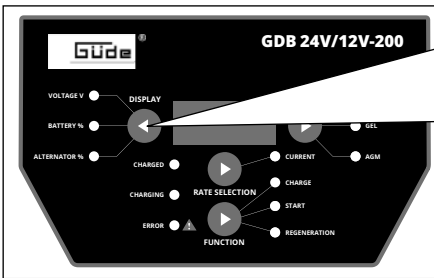 Güde ®
GDB 24V/12V-200
VOLTAGE V
DISPLAY
BATTERY %
GEL
ALTERNATOR %
AGM
CHARGED
CURRENT
RATE SELECTION
CHARGING
CHARGE
START
ERROR
FUNCTION
REGENERATION